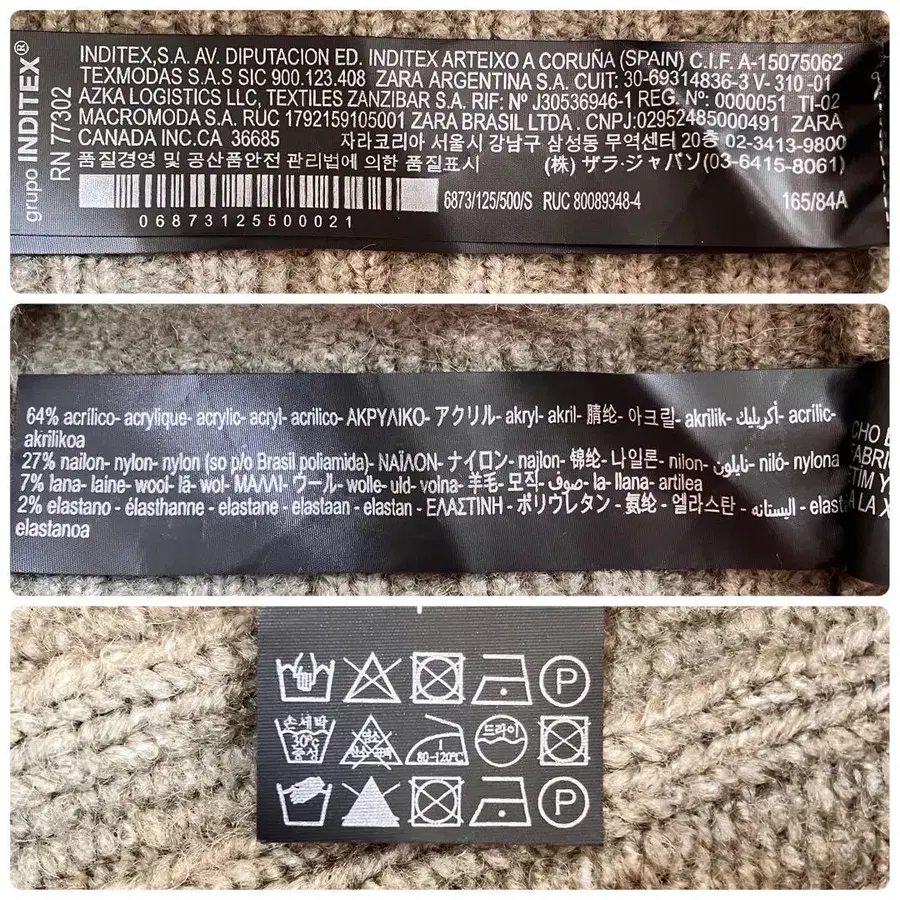 grupo INDITEX®
RN 77302
INDITEX,S.A. AV. DIPUTACION ED. INDITEX ARTEIXO A CORUÑA (SPAIN) C.I.F. A-15075062
TEXMODAS S.A.S SIC 900.123.408 ZARA ARGENTINA S.A. CUIT: 30-69314836-3 V-310-01
AZKA LOGISTICS LLC, TEXTILES ZANZIBAR S.A. RIF: Nº J30536946-1 REG. Nº: 0000051 TI-02
MACROMODA S.A. RUC 1792159105001 ZARA BRASIL LTDA . CNPJ:02952485000491 ZARA
CANADA INC.CA 36685 자라코리아 서울시 강남구 삼성동 무역센터 20층 02-3413-9800
품질경영 및 공산품안전 관리법에 의한 품질표시 (株) ザラ・ジャパン(03-6415-8061)
6873/125/500/S RUC 80089348-4 165/84A
06873125500021
64% acrílico- acrylique- acrylic- acryl- acrilico- ΑΚΡΥΛΙΚΟ- アクリル- akryl- akril- 腈纶- 아크릴- akrilik- أكريليك- acrílic-
akrilikoa
27% nailon- nylon- nylon (so p/o Brasil poliamida)- ΝΑΪΛΟΝ- ナイロン- najlon- 锦纶- 나일론- nilon- نايلون- niló- nylona
7% lana- laine- wool- lã- wol- ΜΑΛΛΙ- ウール- wolle- uld- volna- 羊毛- 모직- صوف- la- llana- artilea
2% elastano - élasthanne - elastane - elastaan - elastan - ΕΛΑΣΤΙΝΗ - ポリウレタン - 氨纶 - 엘라스탄 - اليستانه -
elastanoa
CHO
FABRI
TIM Y
A LA X
P
손세탁
30℃
중성
염소
80~120℃
드라이
P